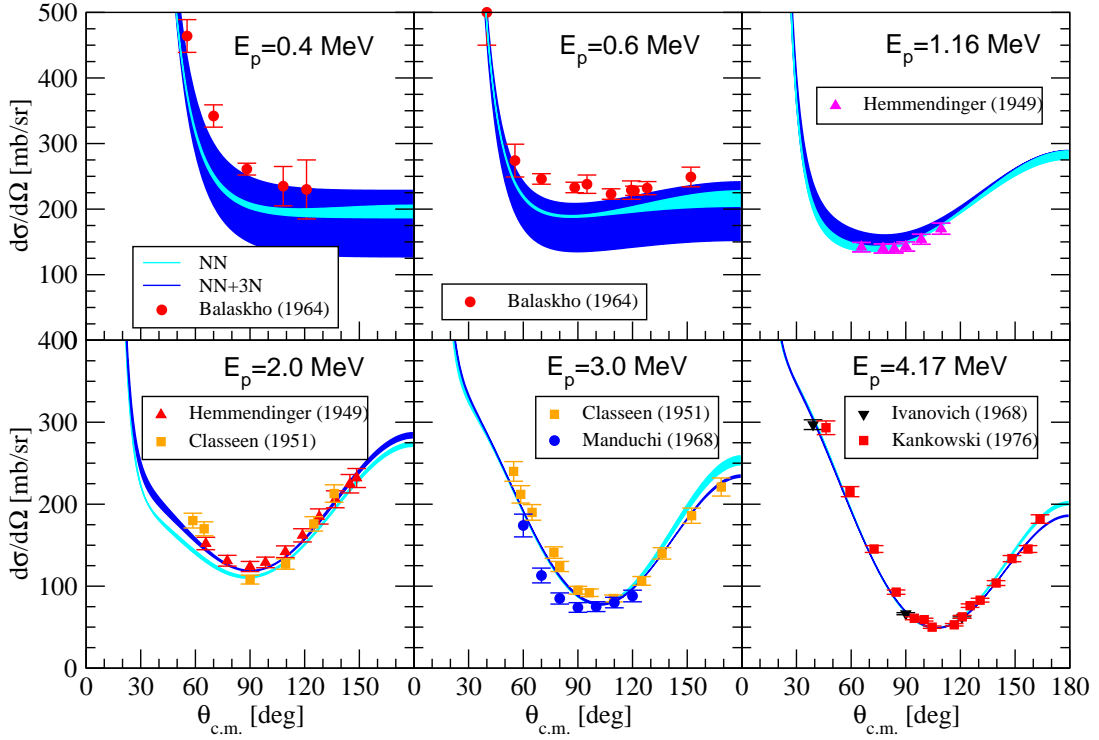 500
400
300
200
100
400
300
200
100
0
dσ/dΩ [mb/sr]
dσ/dΩ [mb/sr]
E_p=0.4 MeV
NN
NN+3N
Balaskho (1964)
E_p=0.6 MeV
Balaskho (1964)
E_p=1.16 MeV
Hemmendinger (1949)
E_p=2.0 MeV
Hemmendinger (1949)
Classeen (1951)
E_p=3.0 MeV
Classeen (1951)
Manduchi (1968)
E_p=4.17 MeV
Ivanovich (1968)
Kankowski (1976)
0 30 60 90 120 150 0 30 60 90 120 150 0 30 60 90 120 150 180
θ_c.m. [deg] θ_c.m. [deg] θ_c.m. [deg]